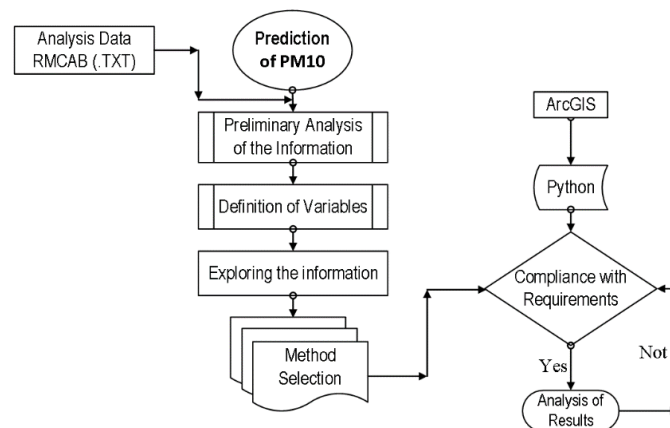 Analysis Data
RMCAB (.TXT)
Prediction
of PM10
Preliminary Analysis
of the Information
Definition of Variables
Exploring the information
Method
Selection
ArcGIS
Python
Compliance with
Requirements
Yes
Not
Analysis of
Results